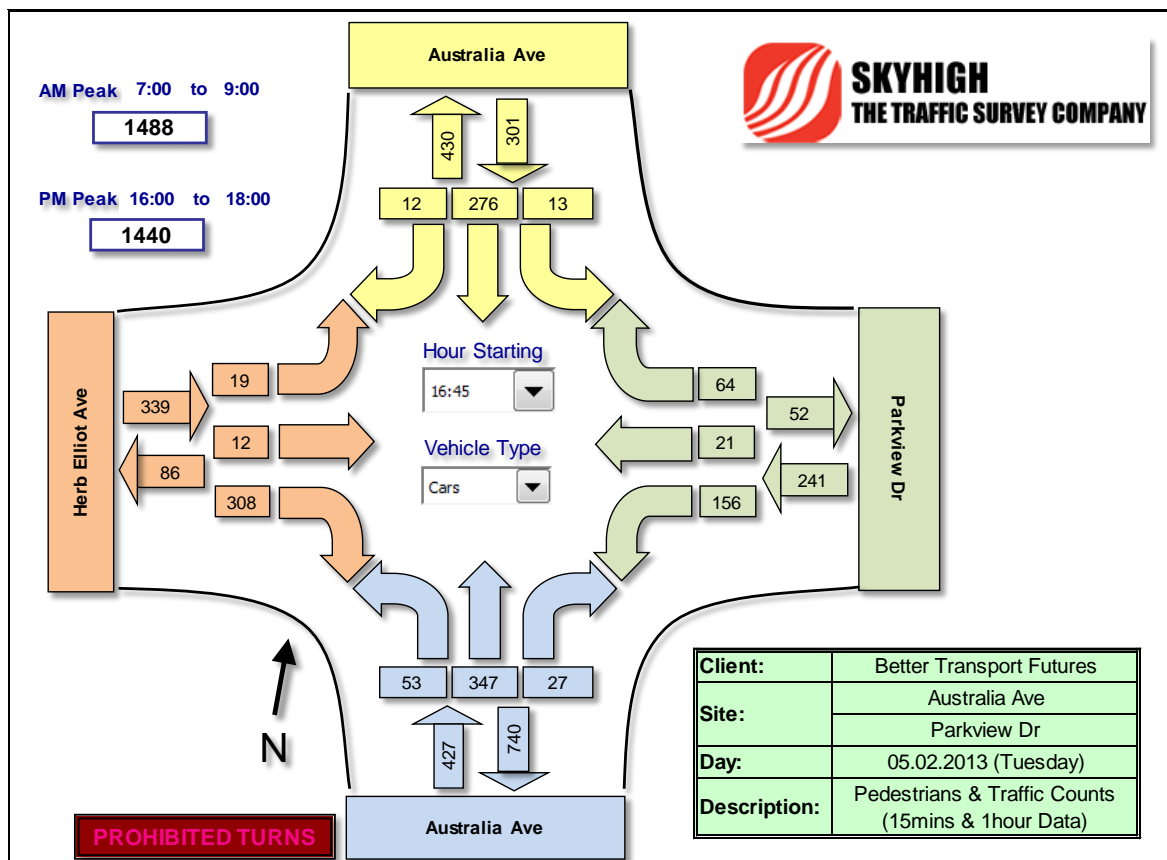 Australia Ave
SKYHIGH
THE TRAFFIC SURVEY COMPANY
AM Peak 7:00 to 9:00
1488
PM Peak 16:00 to 18:00
1440
430
301
12 276 13
Herb Elliot Ave
339
86
19
12
308
Hour Starting
16:45
Vehicle Type
Cars
64
21
156
52
241
Parkview Dr
53 347 27
427
740
Australia Ave
N
PROHIBITED TURNS
Client: Better Transport Futures
Site: Australia Ave
Parkview Dr
Day: 05.02.2013 (Tuesday)
Description: Pedestrians & Traffic Counts
(15mins & 1hour Data)